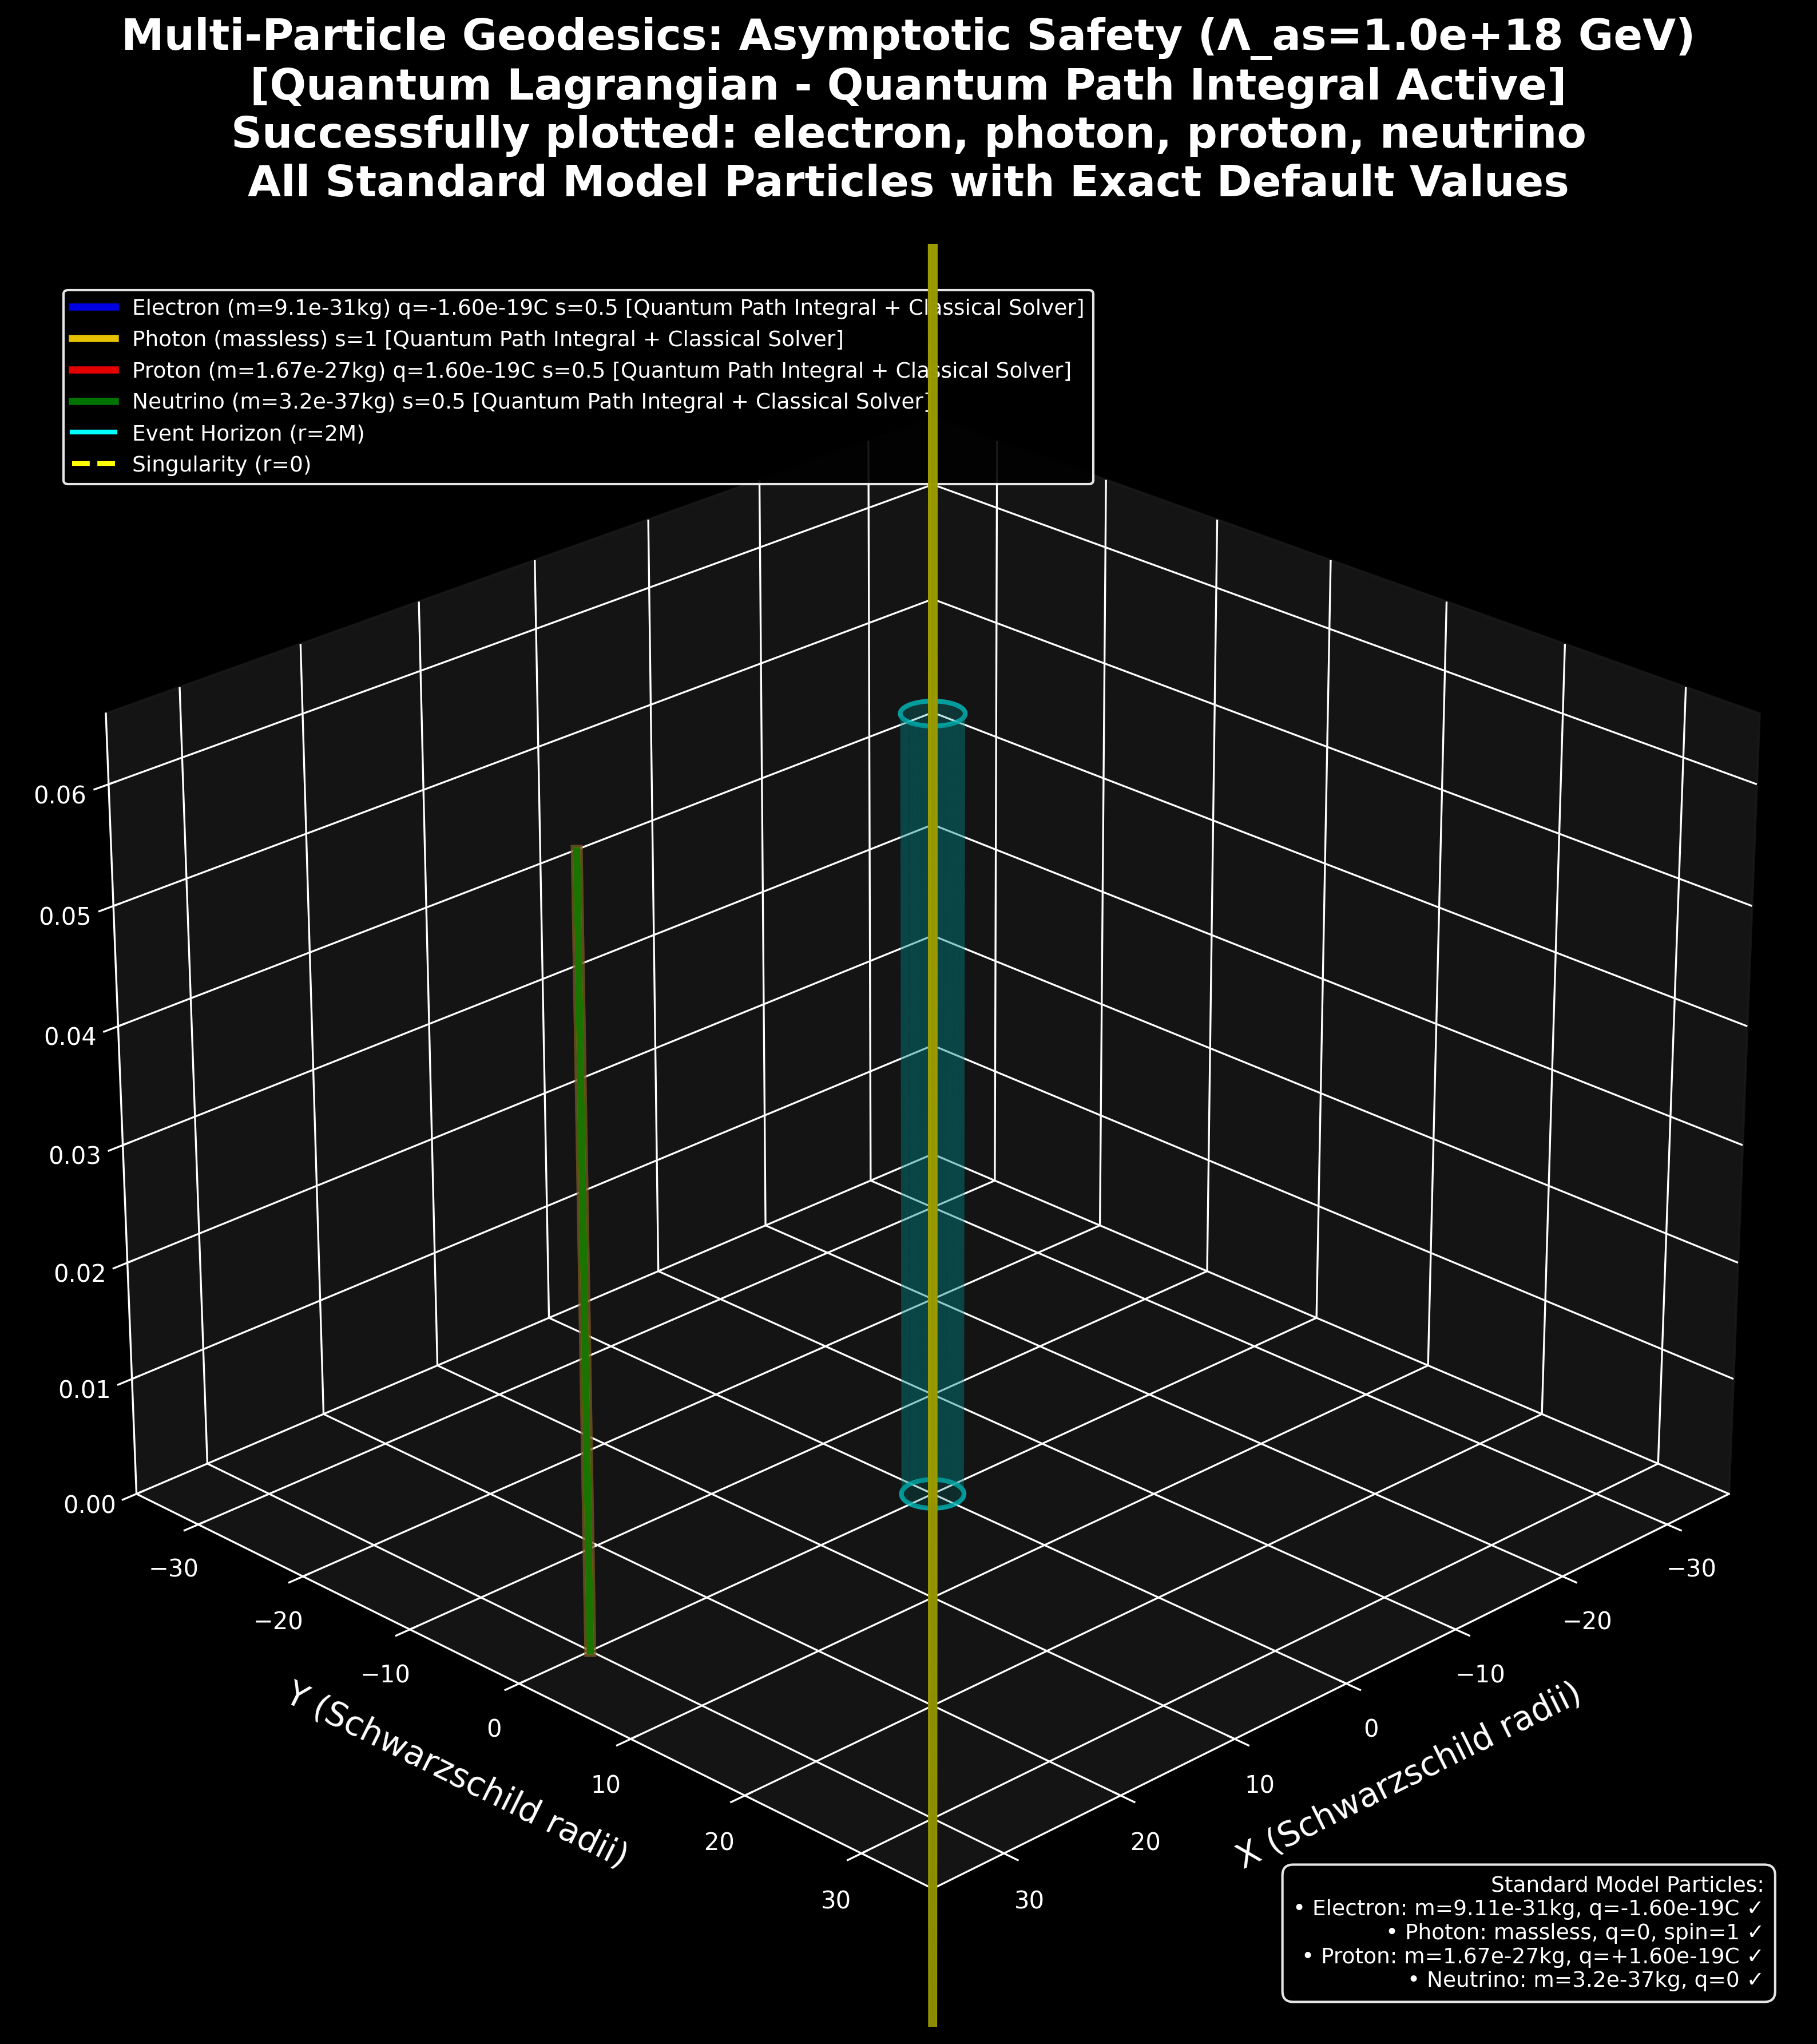 Multi-Particle Geodesics: Asymptotic Safety (Λ_as=1.0e+18 GeV)
[Quantum Lagrangian - Quantum Path Integral Active]
Successfully plotted: electron, photon, proton, neutrino
All Standard Model Particles with Exact Default Values
Electron (m=9.1e-31kg) q=-1.60e-19C s=0.5 [Quantum Path Integral + Classical Solver]
Photon (massless) s=1 [Quantum Path Integral + Classical Solver]
Proton (m=1.67e-27kg) q=1.60e-19C s=0.5 [Quantum Path Integral + Classical Solver]
Neutrino (m=3.2e-37kg) s=0.5 [Quantum Path Integral + Classical Solver]
Event Horizon (r=2M)
Singularity (r=0)
0.06
0.05
0.04
0.03
0.02
0.01
0.00
−30
−20
−10
0
10
20
30
Y (Schwarzschild radii)
30
20
10
0
−10
−20
−30
X (Schwarzschild radii)
Standard Model Particles:
• Electron: m=9.11e-31kg, q=-1.60e-19C ✓
• Photon: massless, q=0, spin=1 ✓
• Proton: m=1.67e-27kg, q=+1.60e-19C ✓
• Neutrino: m=3.2e-37kg, q=0 ✓